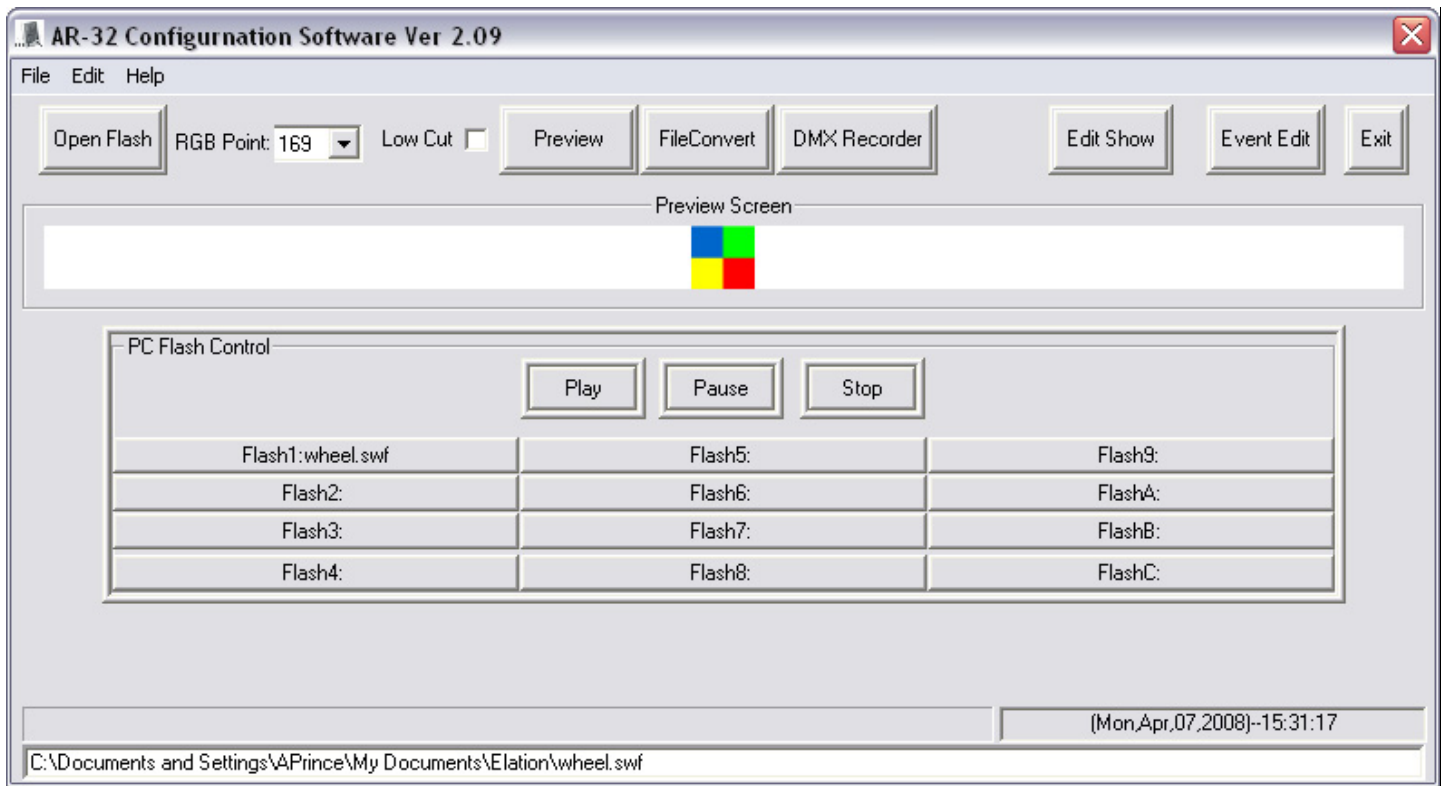 AR-32 Configurnation Software Ver 2.09
File Edit Help
Open Flash RGB Point: 169 Low Cut Preview FileConvert DMX Recorder Edit Show Event Edit Exit
Preview Screen
PC Flash Control
Play Pause Stop
Flash1:wheel.swf Flash5: Flash9:
Flash2: Flash6: FlashA:
Flash3: Flash7: FlashB:
Flash4: Flash8: FlashC:
(Mon,Apr,07,2008)--15:31:17
C:\Documents and Settings\APrince\My Documents\Elation\wheel.swf